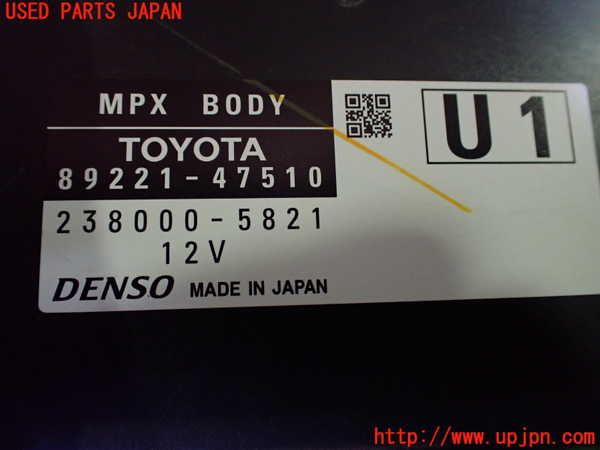 USED PARTS JAPAN
MPX BODY
TOYOTA
89221-47510
238000-5821
12V
DENSO MADE IN JAPAN
U1
http://www.upjpn.com/